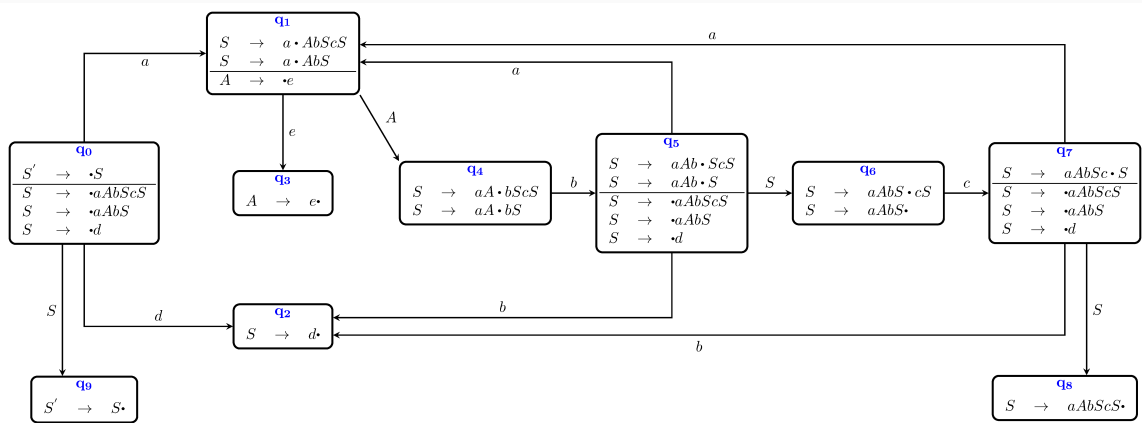 q1
S → a • AbScS
S → a • AbS
A → •e
a
a
a
e
A
q0
S' → •S
S → •aAbScS
S → •aAbS
S → •d
q3
A → e•
q4
S → aA • bScS
S → aA • bS
b
q5
S → aAb • ScS
S → aAb • S
S → •aAbScS
S → •aAbS
S → •d
S
q6
S → aAbS • cS
S → aAbS•
c
q7
S → aAbSc • S
S → •aAbScS
S → •aAbS
S → •d
S
d
q2
S → d•
b
b
S
q9
S' → S•
q8
S → aAbScS•